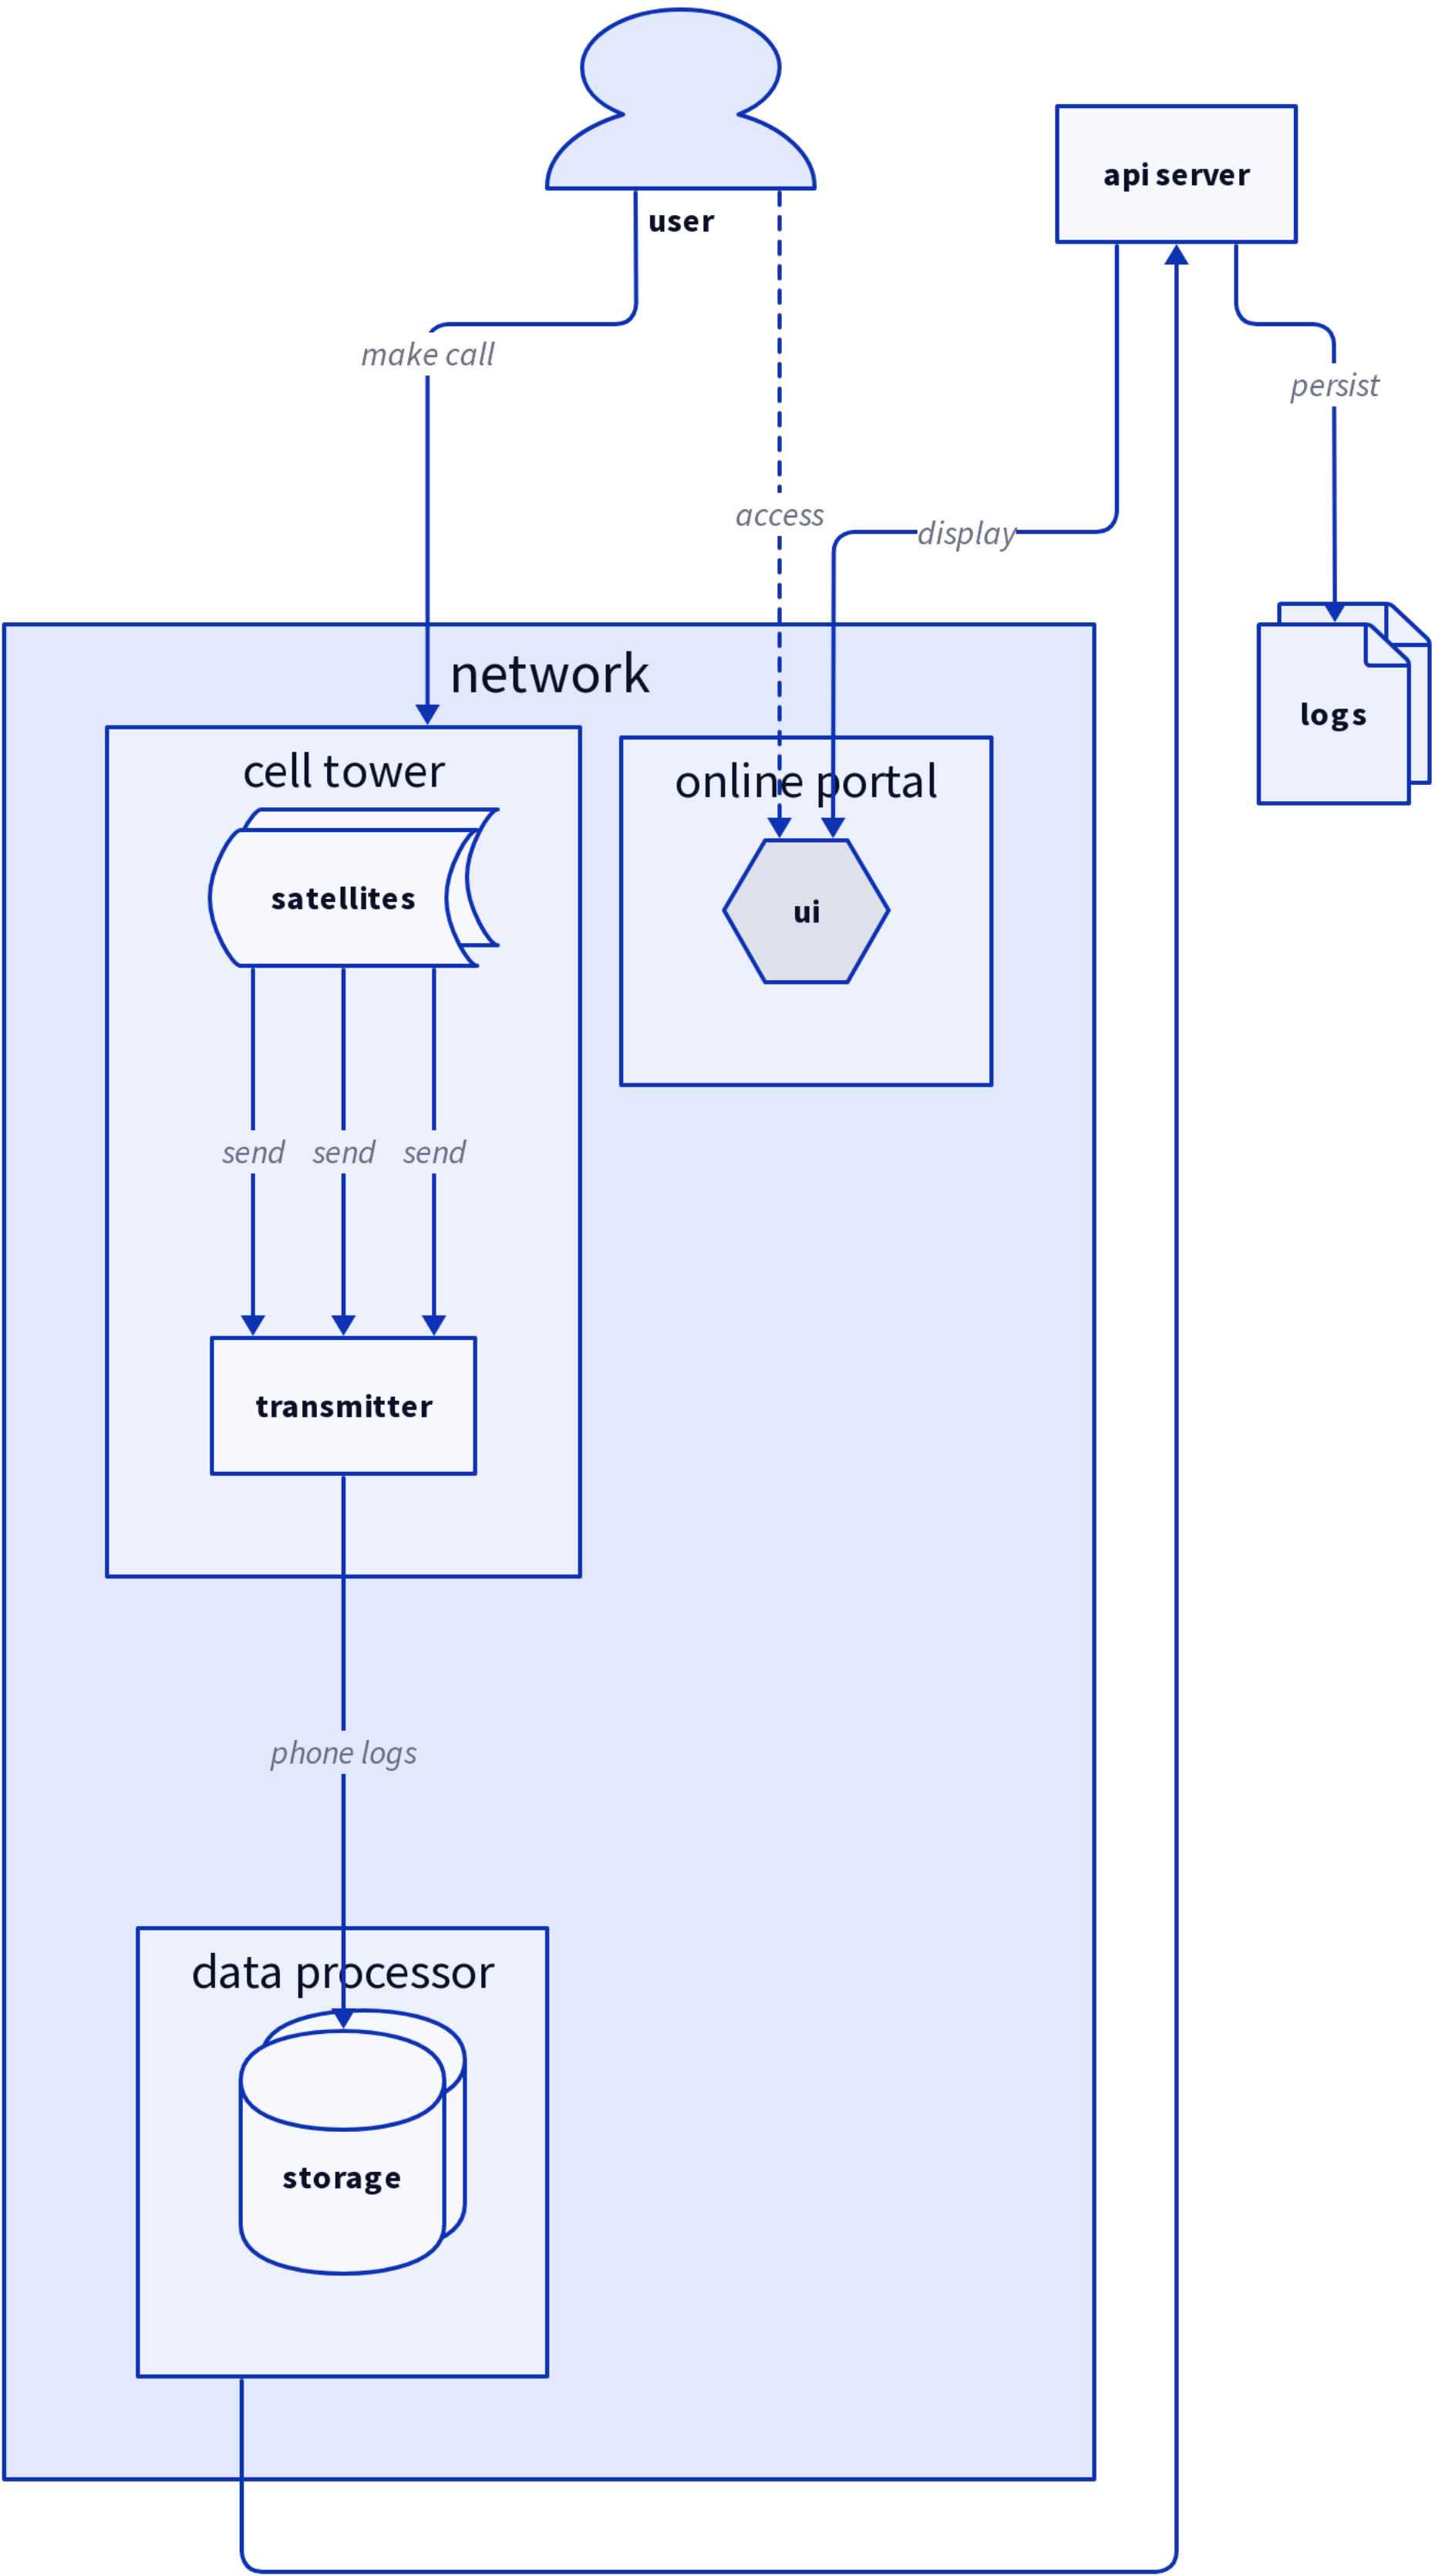 user
api server
make call
persist
access
display
network
logs
cell tower
online portal
satellites
ui
send send send
transmitter
phone logs
data processor
storage